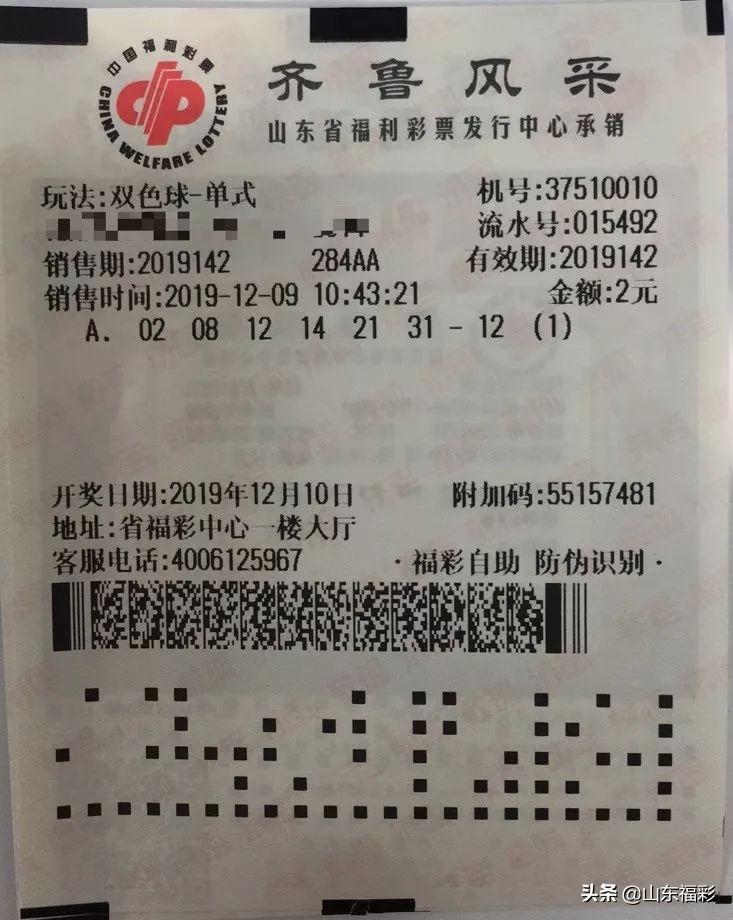 中国福利彩票
CHINA WELFARE LOTTERY
齐鲁风采
山东省福利彩票发行中心承销
玩法:双色球-单式 机号:37510010
流水号:015492
销售期:2019142 284AA 有效期:2019142
销售时间:2019-12-09 10:43:21 金额:2元
A. 02 08 12 14 21 31 - 12 (1)
开奖日期:2019年12月10日 附加码:55157481
地址:省福彩中心一楼大厅
客服电话:4006125967 ·福彩自助 防伪识别·
头条 @山东福彩